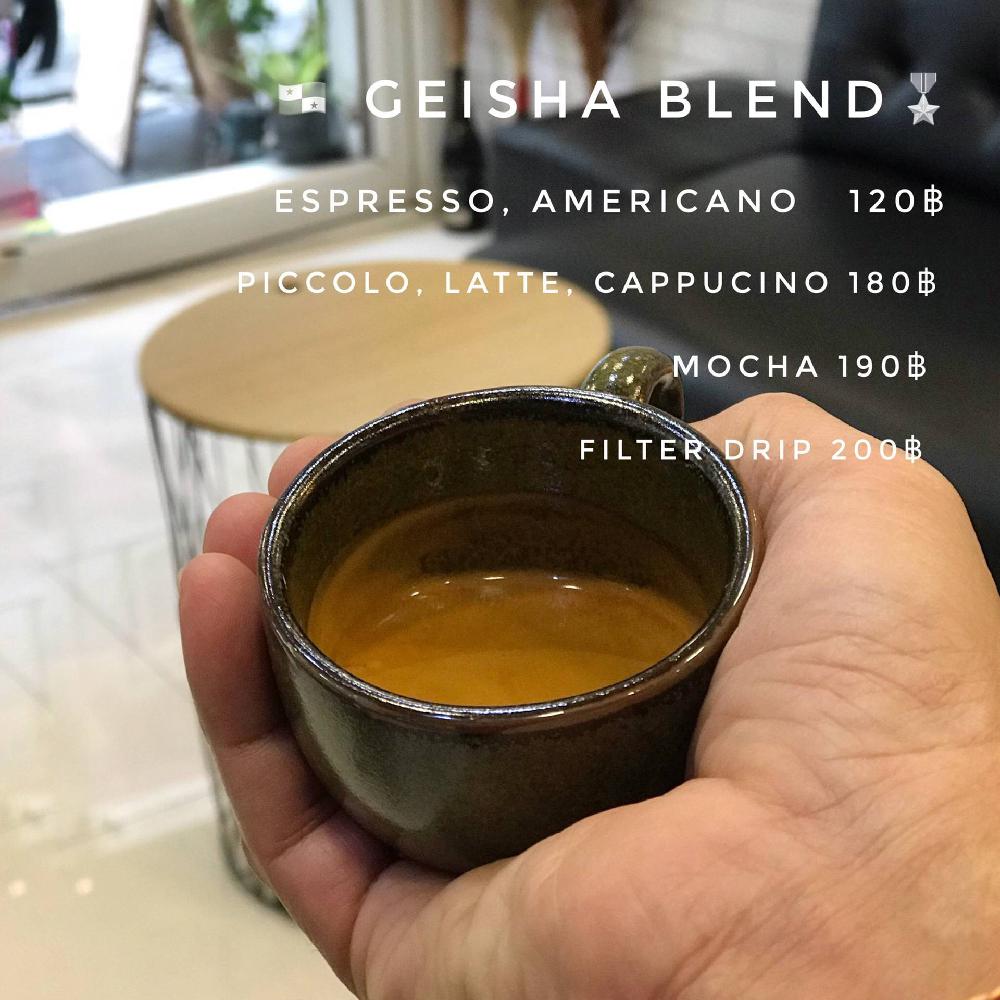 🇵🇦 GEISHA BLEND🎖
ESPRESSO, AMERICANO 120฿
PICCOLO, LATTE, CAPPUCINO 180฿
MOCHA 190฿
FILTER DRIP 200฿